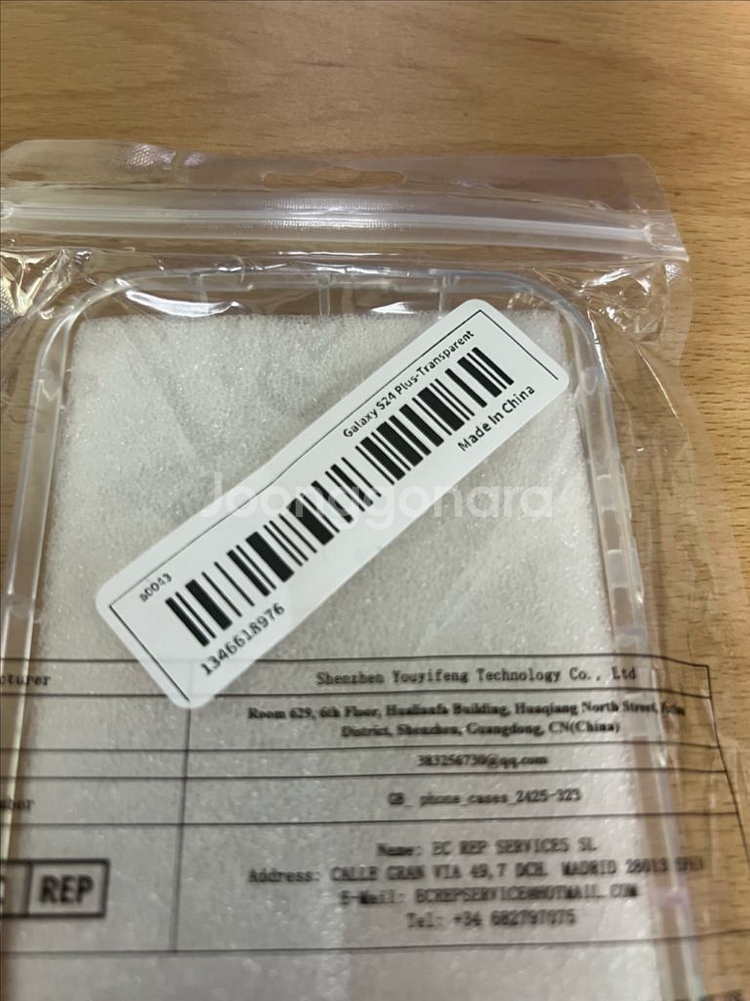 Galaxy S24 Plus-Transparent
a0043
Made In China
1346618976
Joonggonara
cturer
Shenzhen Youyifeng Technology Co., Ltd
Room 629, 6th Floor, Hualianfa Building, Huaqiang North Street,
District, Shenzhen, Guangdong, CN(China)
383256730@qq.com
GB_ phone_cases_2425-323
REP
Name: EC REP SERVICES SL
Address: CALLE GRAN VIA 49,7 DCH. MADRID 28013
E-Mail: ECREPSERVICE@HOTMAIL.COM
Tel: +34 682797075